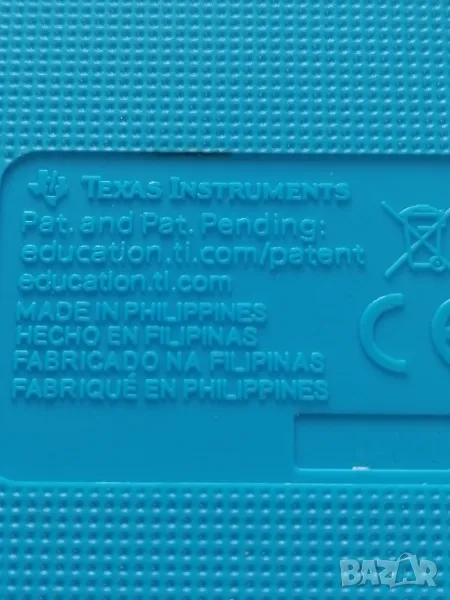 TEXAS INSTRUMENTS
Pat. and Pat. Pending:
education.ti.com/patent
education.ti.com
MADE IN PHILIPPINES
HECHO EN FILIPINAS
FABRICADO NA FILIPINAS
FABRIQUÉ EN PHILIPPINES
CE
BAZAR